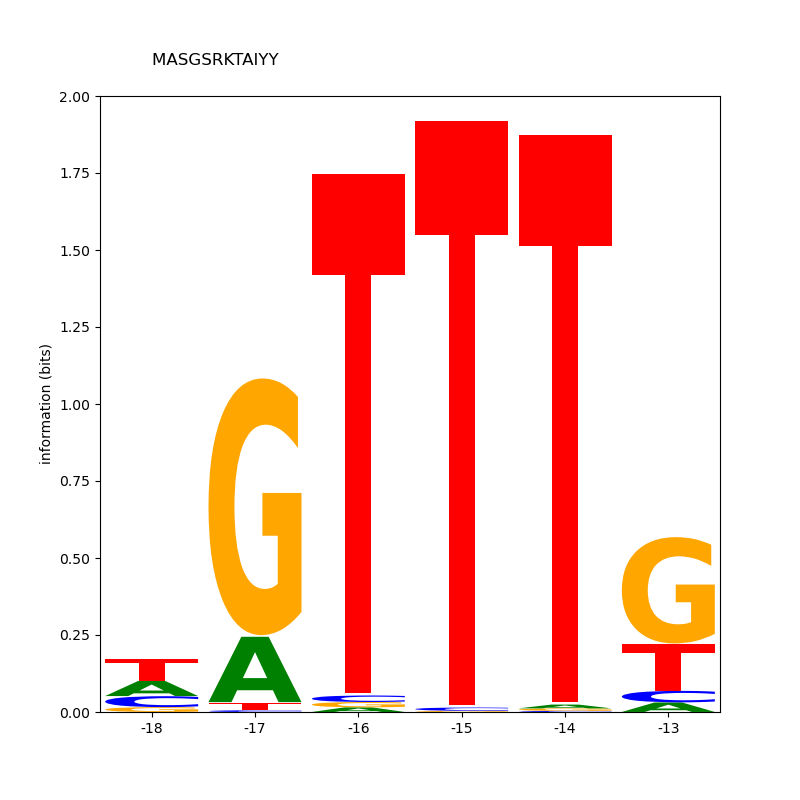 MASGSRKTAIYY
2.00
1.75
1.50
1.25
1.00
0.75
0.50
0.25
0.00
information (bits)
T A C G
G A T C
T C G A
T C
T A G
G T C A
-18 -17 -16 -15 -14 -13